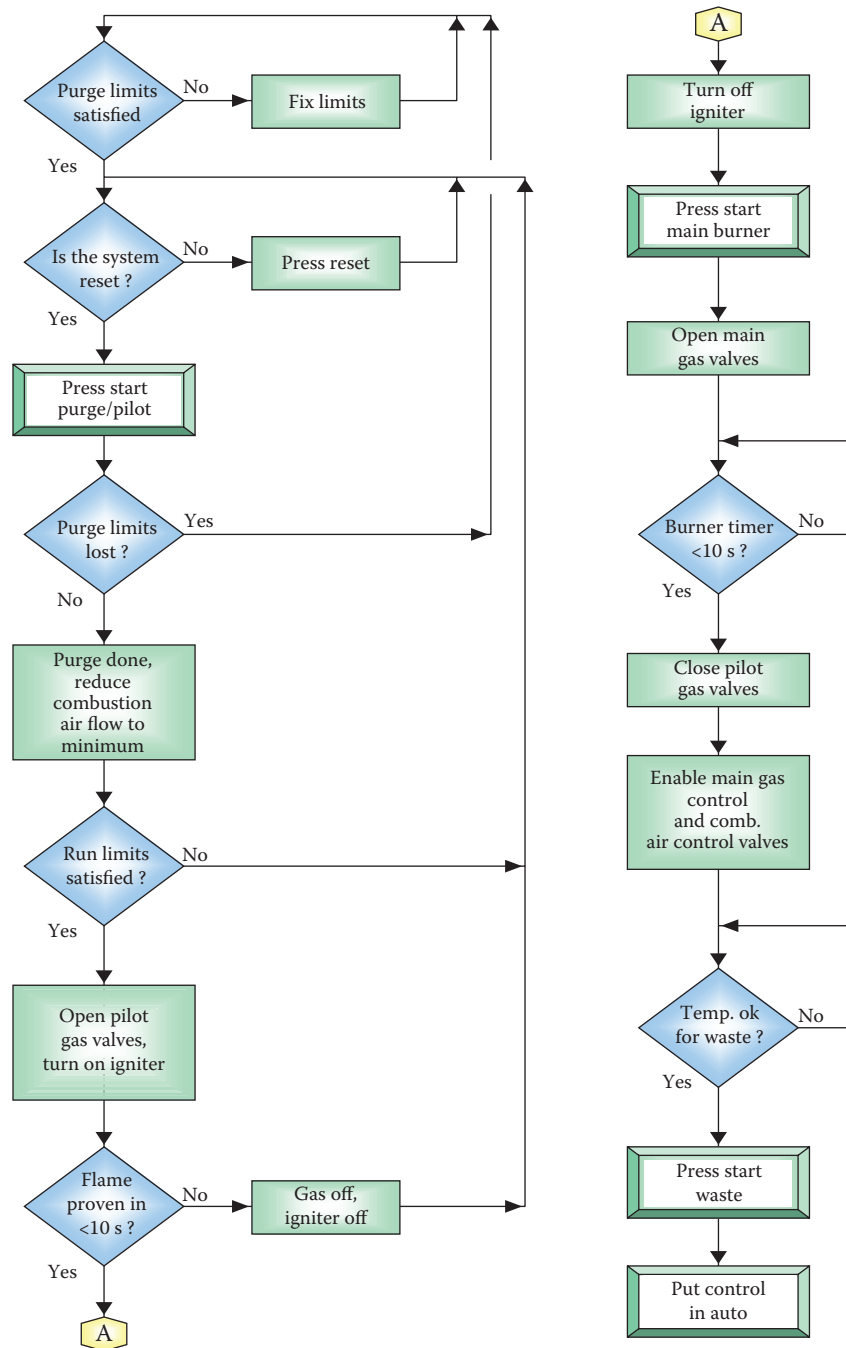 Purge limits
satisfied
No
Fix limits
Yes
Is the system
reset ?
No
Press reset
Yes
Press start
purge/pilot
Purge limits
lost ?
Yes
No
Purge done,
reduce
combustion
air flow to
minimum
Run limits
satisfied ?
No
Yes
Open pilot
gas valves,
turn on igniter
Flame
proven in
<10 s ?
No
Gas off,
igniter off
Yes
A
A
Turn off
igniter
Press start
main burner
Open main
gas valves
Burner timer
<10 s ?
No
Yes
Close pilot
gas valves
Enable main gas
control
and comb.
air control valves
Temp. ok
for waste ?
No
Yes
Press start
waste
Put control
in auto